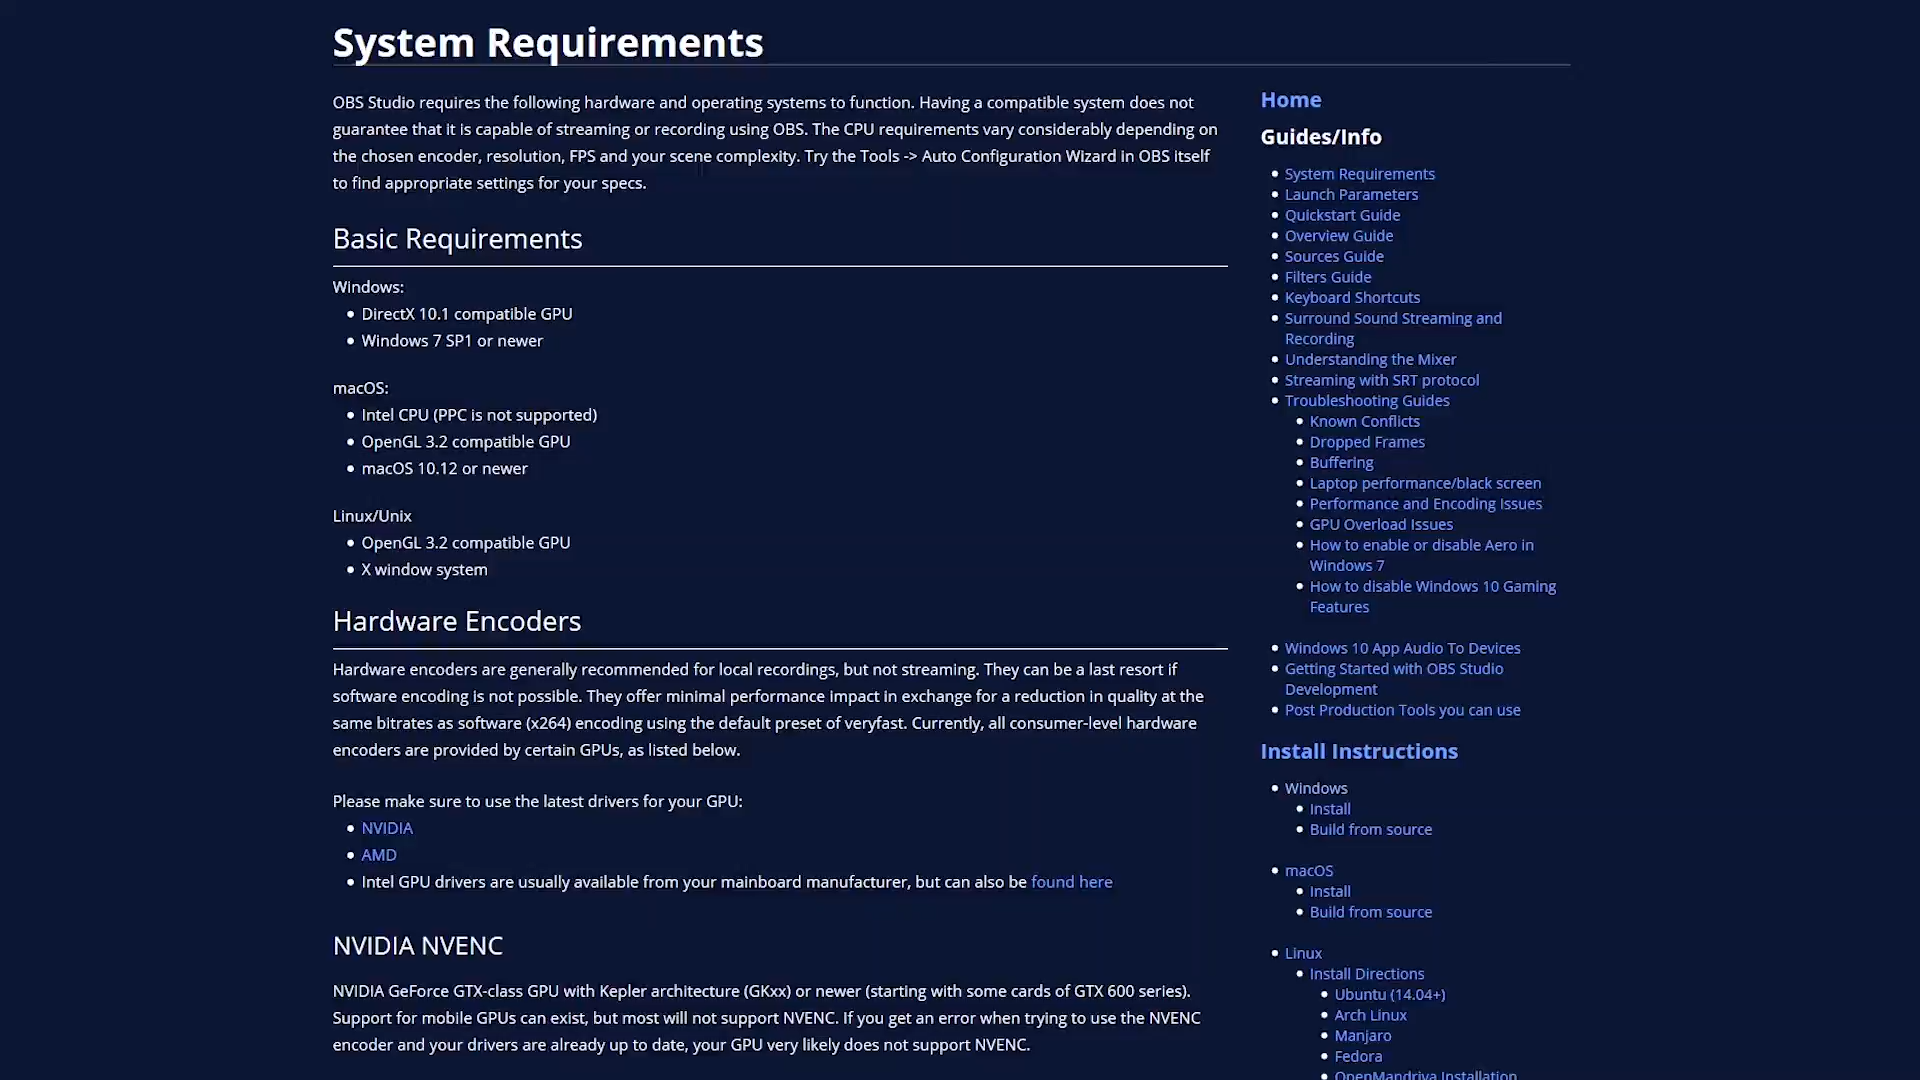 System Requirements
OBS Studio requires the following hardware and operating systems to function. Having a compatible system does not
guarantee that it is capable of streaming or recording using OBS. The CPU requirements vary considerably depending on
the chosen encoder, resolution, FPS and your scene complexity. Try the Tools -> Auto Configuration Wizard in OBS itself
to find appropriate settings for your specs.
Basic Requirements
Windows:
DirectX 10.1 compatible GPU
Windows 7 SP1 or newer
macOS:
Intel CPU (PPC is not supported)
OpenGL 3.2 compatible GPU
macOS 10.12 or newer
Linux/Unix
OpenGL 3.2 compatible GPU
X window system
Hardware Encoders
Hardware encoders are generally recommended for local recordings, but not streaming. They can be a last resort if
software encoding is not possible. They offer minimal performance impact in exchange for a reduction in quality at the
same bitrates as software (x264) encoding using the default preset of veryfast. Currently, all consumer-level hardware
encoders are provided by certain GPUs, as listed below.
Please make sure to use the latest drivers for your GPU:
NVIDIA
AMD
Intel GPU drivers are usually available from your mainboard manufacturer, but can also be found here
NVIDIA NVENC
NVIDIA GeForce GTX-class GPU with Kepler architecture (GKxx) or newer (starting with some cards of GTX 600 series).
Support for mobile GPUs can exist, but most will not support NVENC. If you get an error when trying to use the NVENC
encoder and your drivers are already up to date, your GPU very likely does not support NVENC.
Home
Guides/Info
System Requirements
Launch Parameters
Quickstart Guide
Overview Guide
Sources Guide
Filters Guide
Keyboard Shortcuts
Surround Sound Streaming and
Recording
Understanding the Mixer
Streaming with SRT protocol
Troubleshooting Guides
Known Conflicts
Dropped Frames
Buffering
Laptop performance/black screen
Performance and Encoding Issues
GPU Overload Issues
How to enable or disable Aero in
Windows 7
How to disable Windows 10 Gaming
Features
Windows 10 App Audio To Devices
Getting Started with OBS Studio
Development
Post Production Tools you can use
Install Instructions
Windows
Install
Build from source
macOS
Install
Build from source
Linux
Install Directions
Ubuntu (14.04+)
Arch Linux
Manjaro
Fedora
OpenMandriva Installation